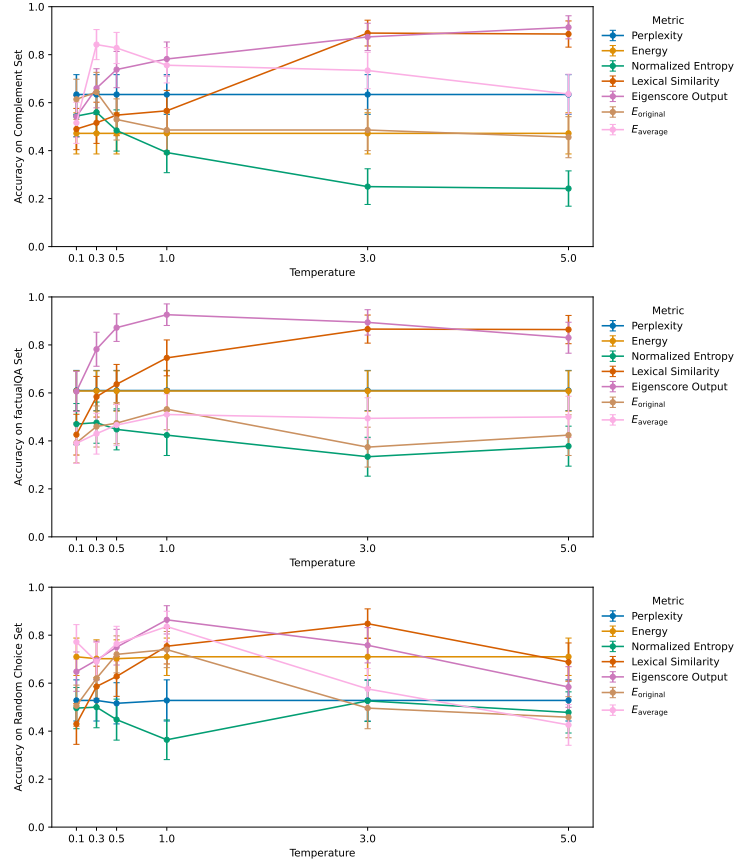 Accuracy on Complement Set
1.0
0.8
0.6
0.4
0.2
0.0
0.1 0.3 0.5 1.0 3.0 5.0
Temperature
Metric
Perplexity
Energy
Normalized Entropy
Lexical Similarity
Eigenscore Output
E_original
E_average
Accuracy on factualQA Set
1.0
0.8
0.6
0.4
0.2
0.0
0.1 0.3 0.5 1.0 3.0 5.0
Temperature
Metric
Perplexity
Energy
Normalized Entropy
Lexical Similarity
Eigenscore Output
E_original
E_average
Accuracy on Random Choice Set
1.0
0.8
0.6
0.4
0.2
0.0
0.1 0.3 0.5 1.0 3.0 5.0
Temperature
Metric
Perplexity
Energy
Normalized Entropy
Lexical Similarity
Eigenscore Output
E_original
E_average